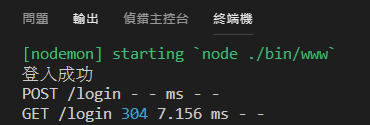 問題 輸出 偵錯主控台 終端機
[nodemon] starting `node ./bin/www`
登入成功
POST /login - - ms - -
GET /login 304 7.156 ms - -